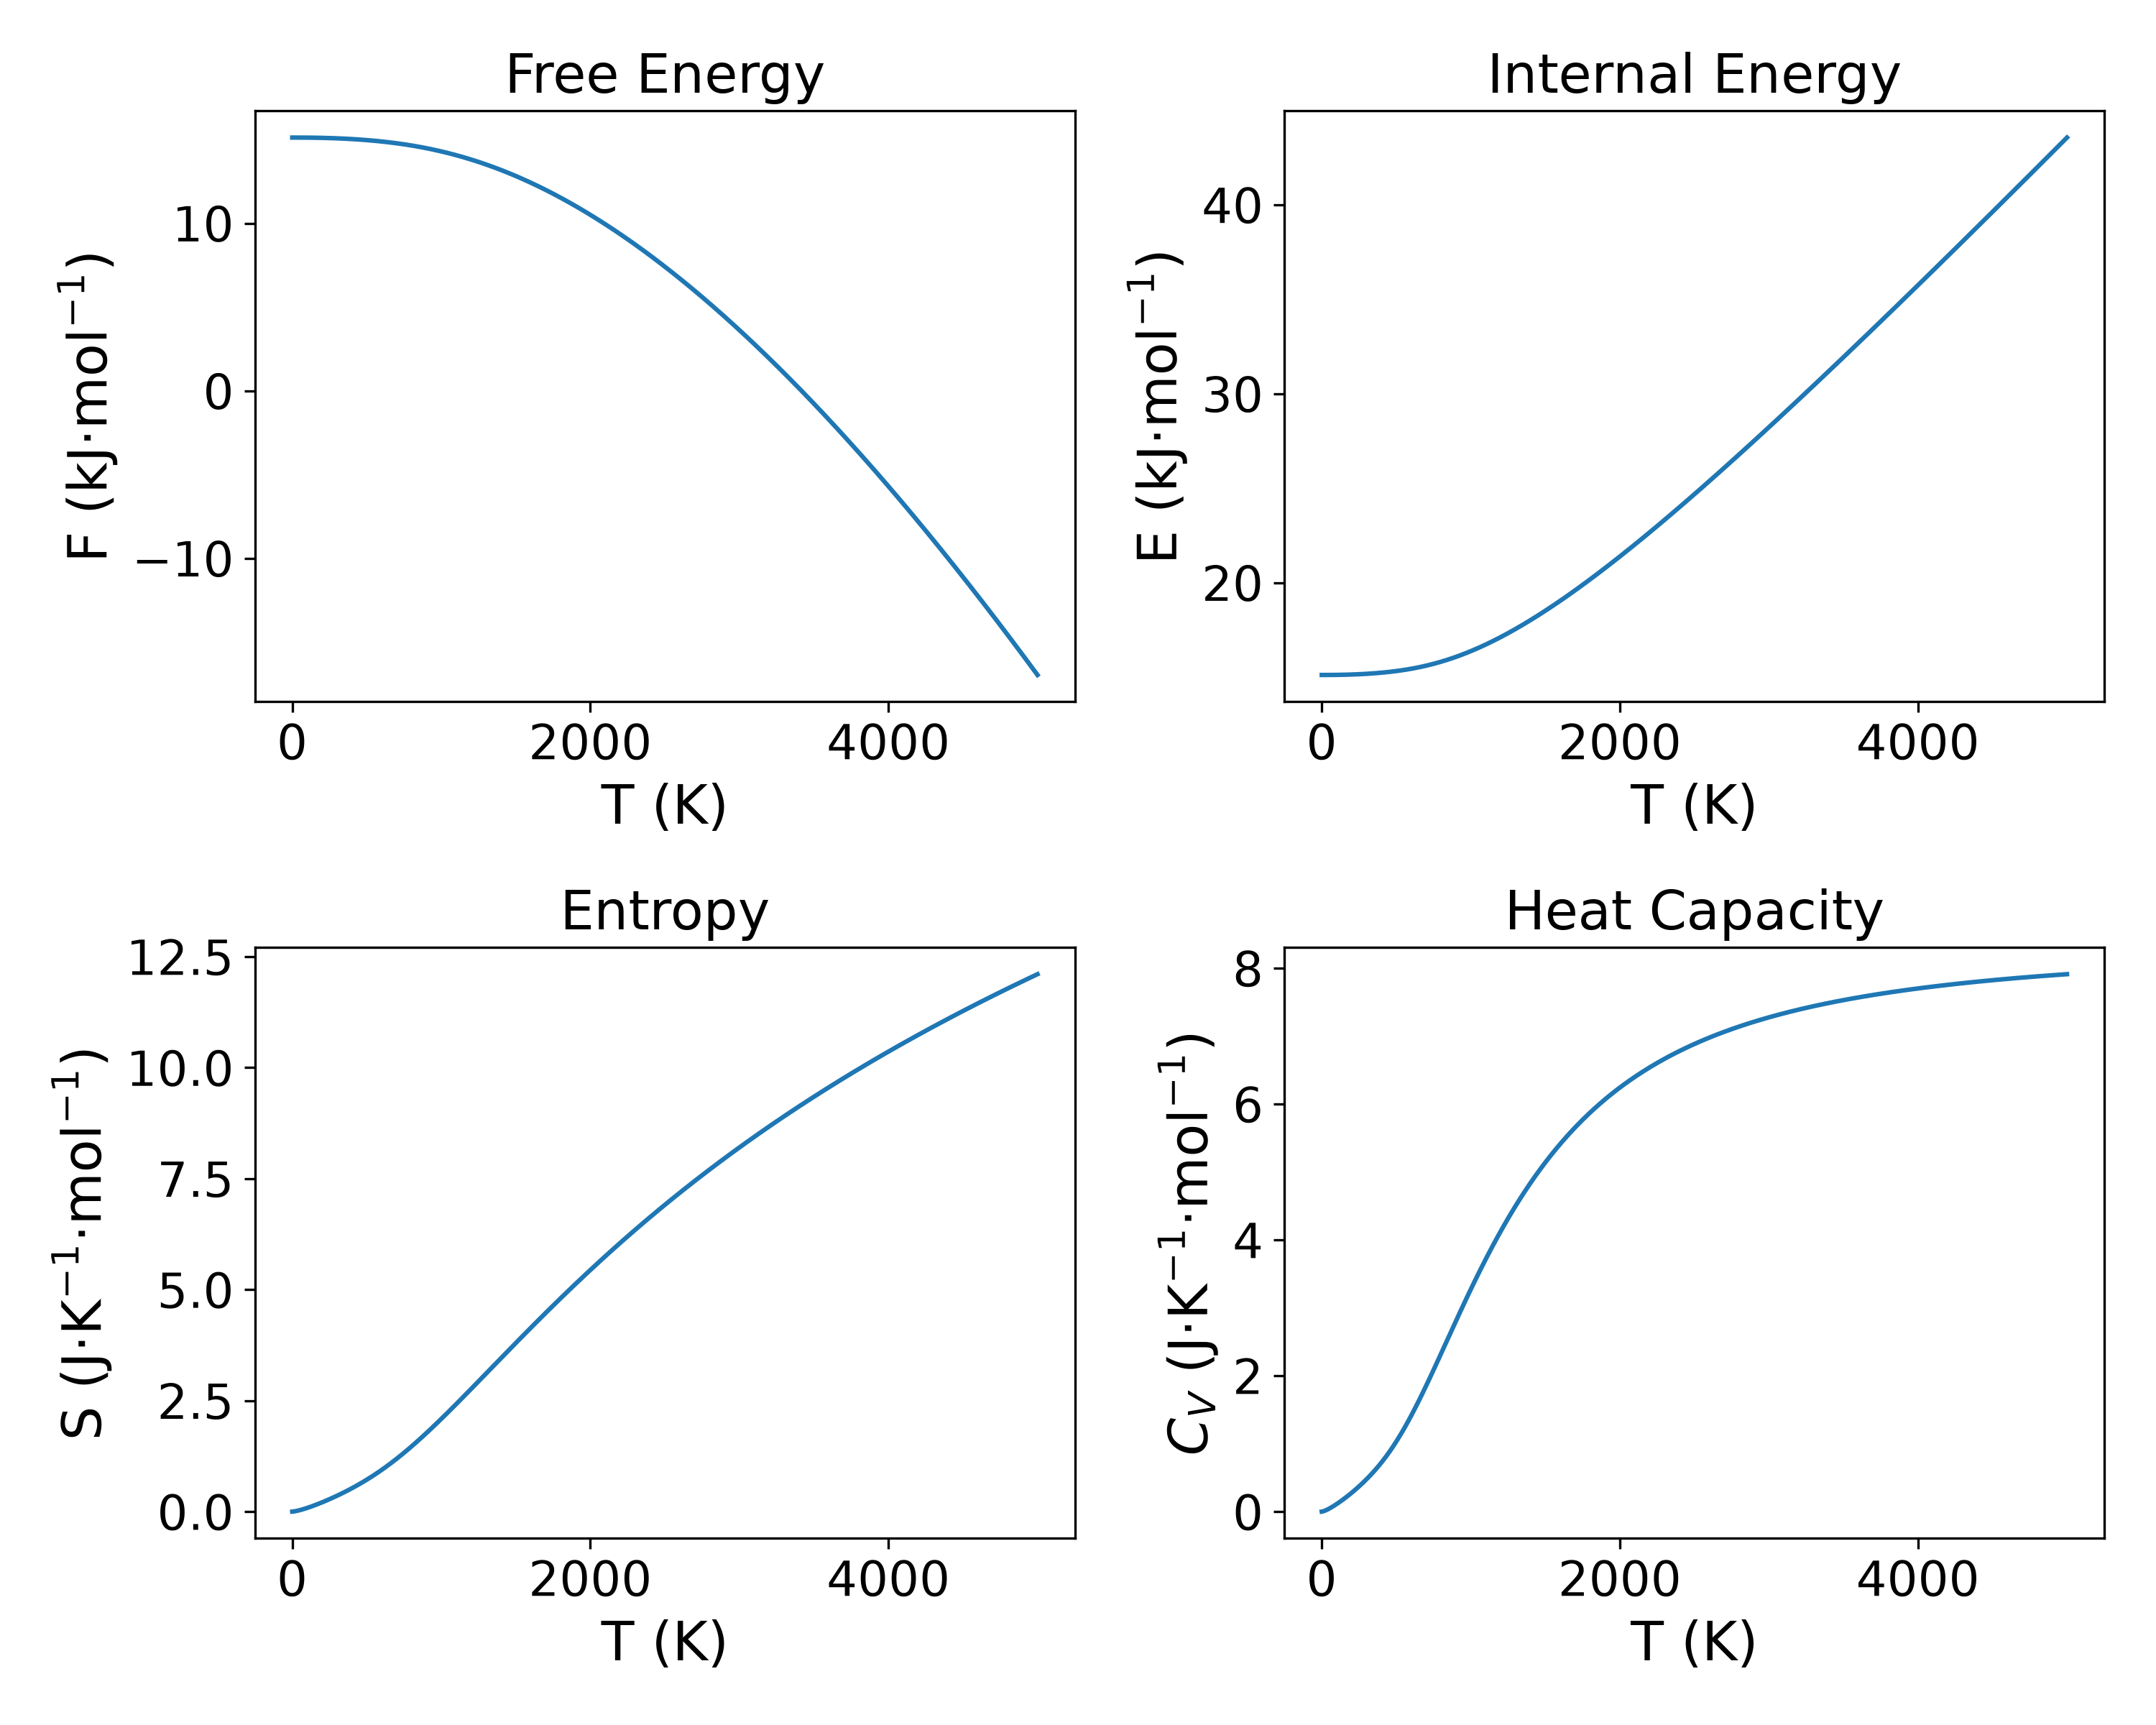 Free Energy
F (kJ·mol⁻¹)
10
0
−10
0 2000 4000
T (K)
Internal Energy
E (kJ·mol⁻¹)
40
30
20
0 2000 4000
T (K)
Entropy
S (J·K⁻¹·mol⁻¹)
12.5
10.0
7.5
5.0
2.5
0.0
0 2000 4000
T (K)
Heat Capacity
C_V (J·K⁻¹·mol⁻¹)
8
6
4
2
0
0 2000 4000
T (K)